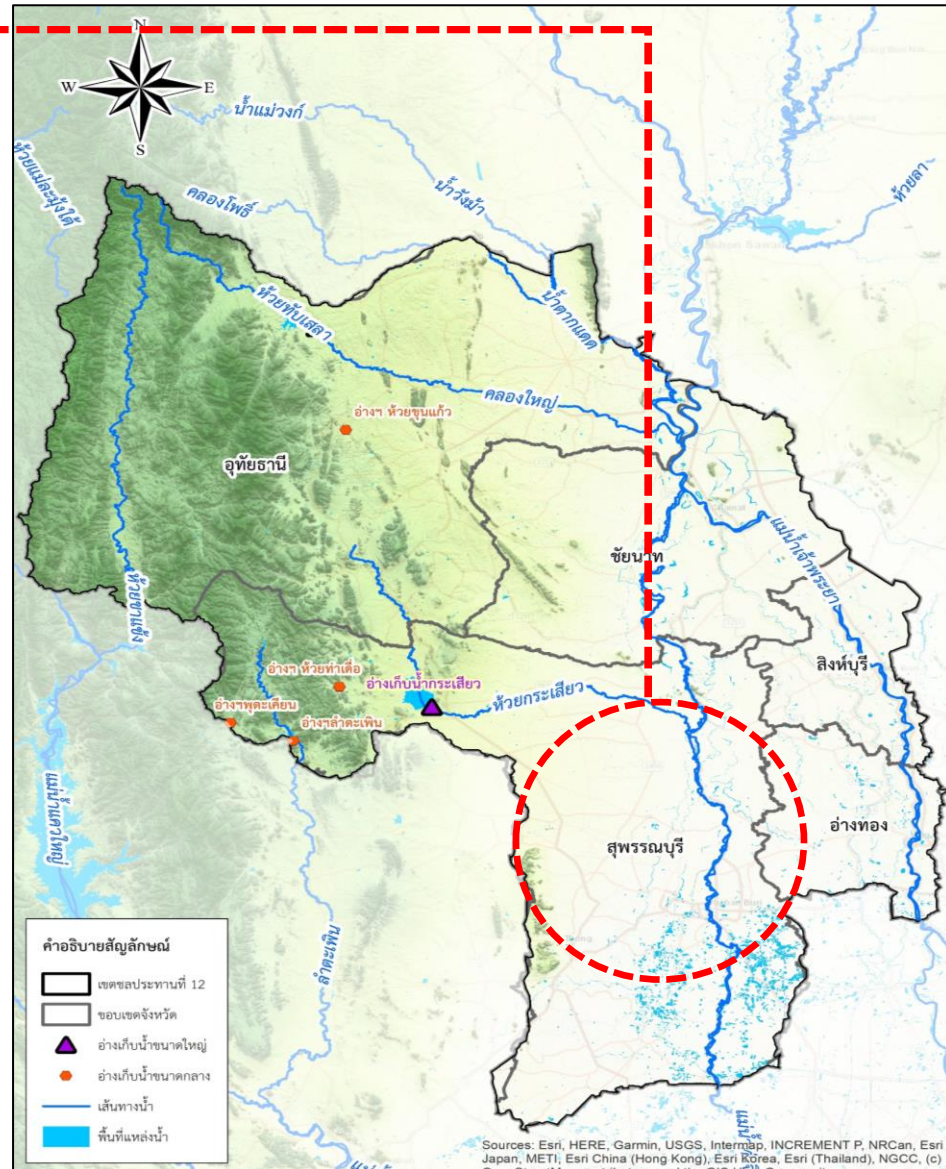 N
W E
S
น้ำแม่วงก์
ห้วยแม่ละมุ้งใต้
คลองโพธิ์
น้ำวังม้า
ห้วยลา
ห้วยทับเสลา
น้ำตากแดด
คลองใหญ่
อ่างฯ ห้วยขุนแก้ว
อุทัยธานี
ชัยนาท
แม่น้ำเจ้าพระยา
ห้วยขาแข้ง
สิงห์บุรี
อ่างฯ ห้วยท่าเดื่อ
อ่างเก็บน้ำกระเสียว
ห้วยกระเสียว
อ่างฯพุตะเคียน
อ่างฯลำตะเพิน
แม่น้ำแควใหญ่
อ่างทอง
สุพรรณบุรี
ลำตะเพิน
คำอธิบายสัญลักษณ์
เขตชลประทานที่ 12
ขอบเขตจังหวัด
อ่างเก็บน้ำขนาดใหญ่
อ่างเก็บน้ำขนาดกลาง
เส้นทางน้ำ
พื้นที่แหล่งน้ำ
Sources: Esri, HERE, Garmin, USGS, Intermap, INCREMENT P, NRCan, Esri
Japan, METI, Esri China (Hong Kong), Esri Korea, Esri (Thailand), NGCC, (c)